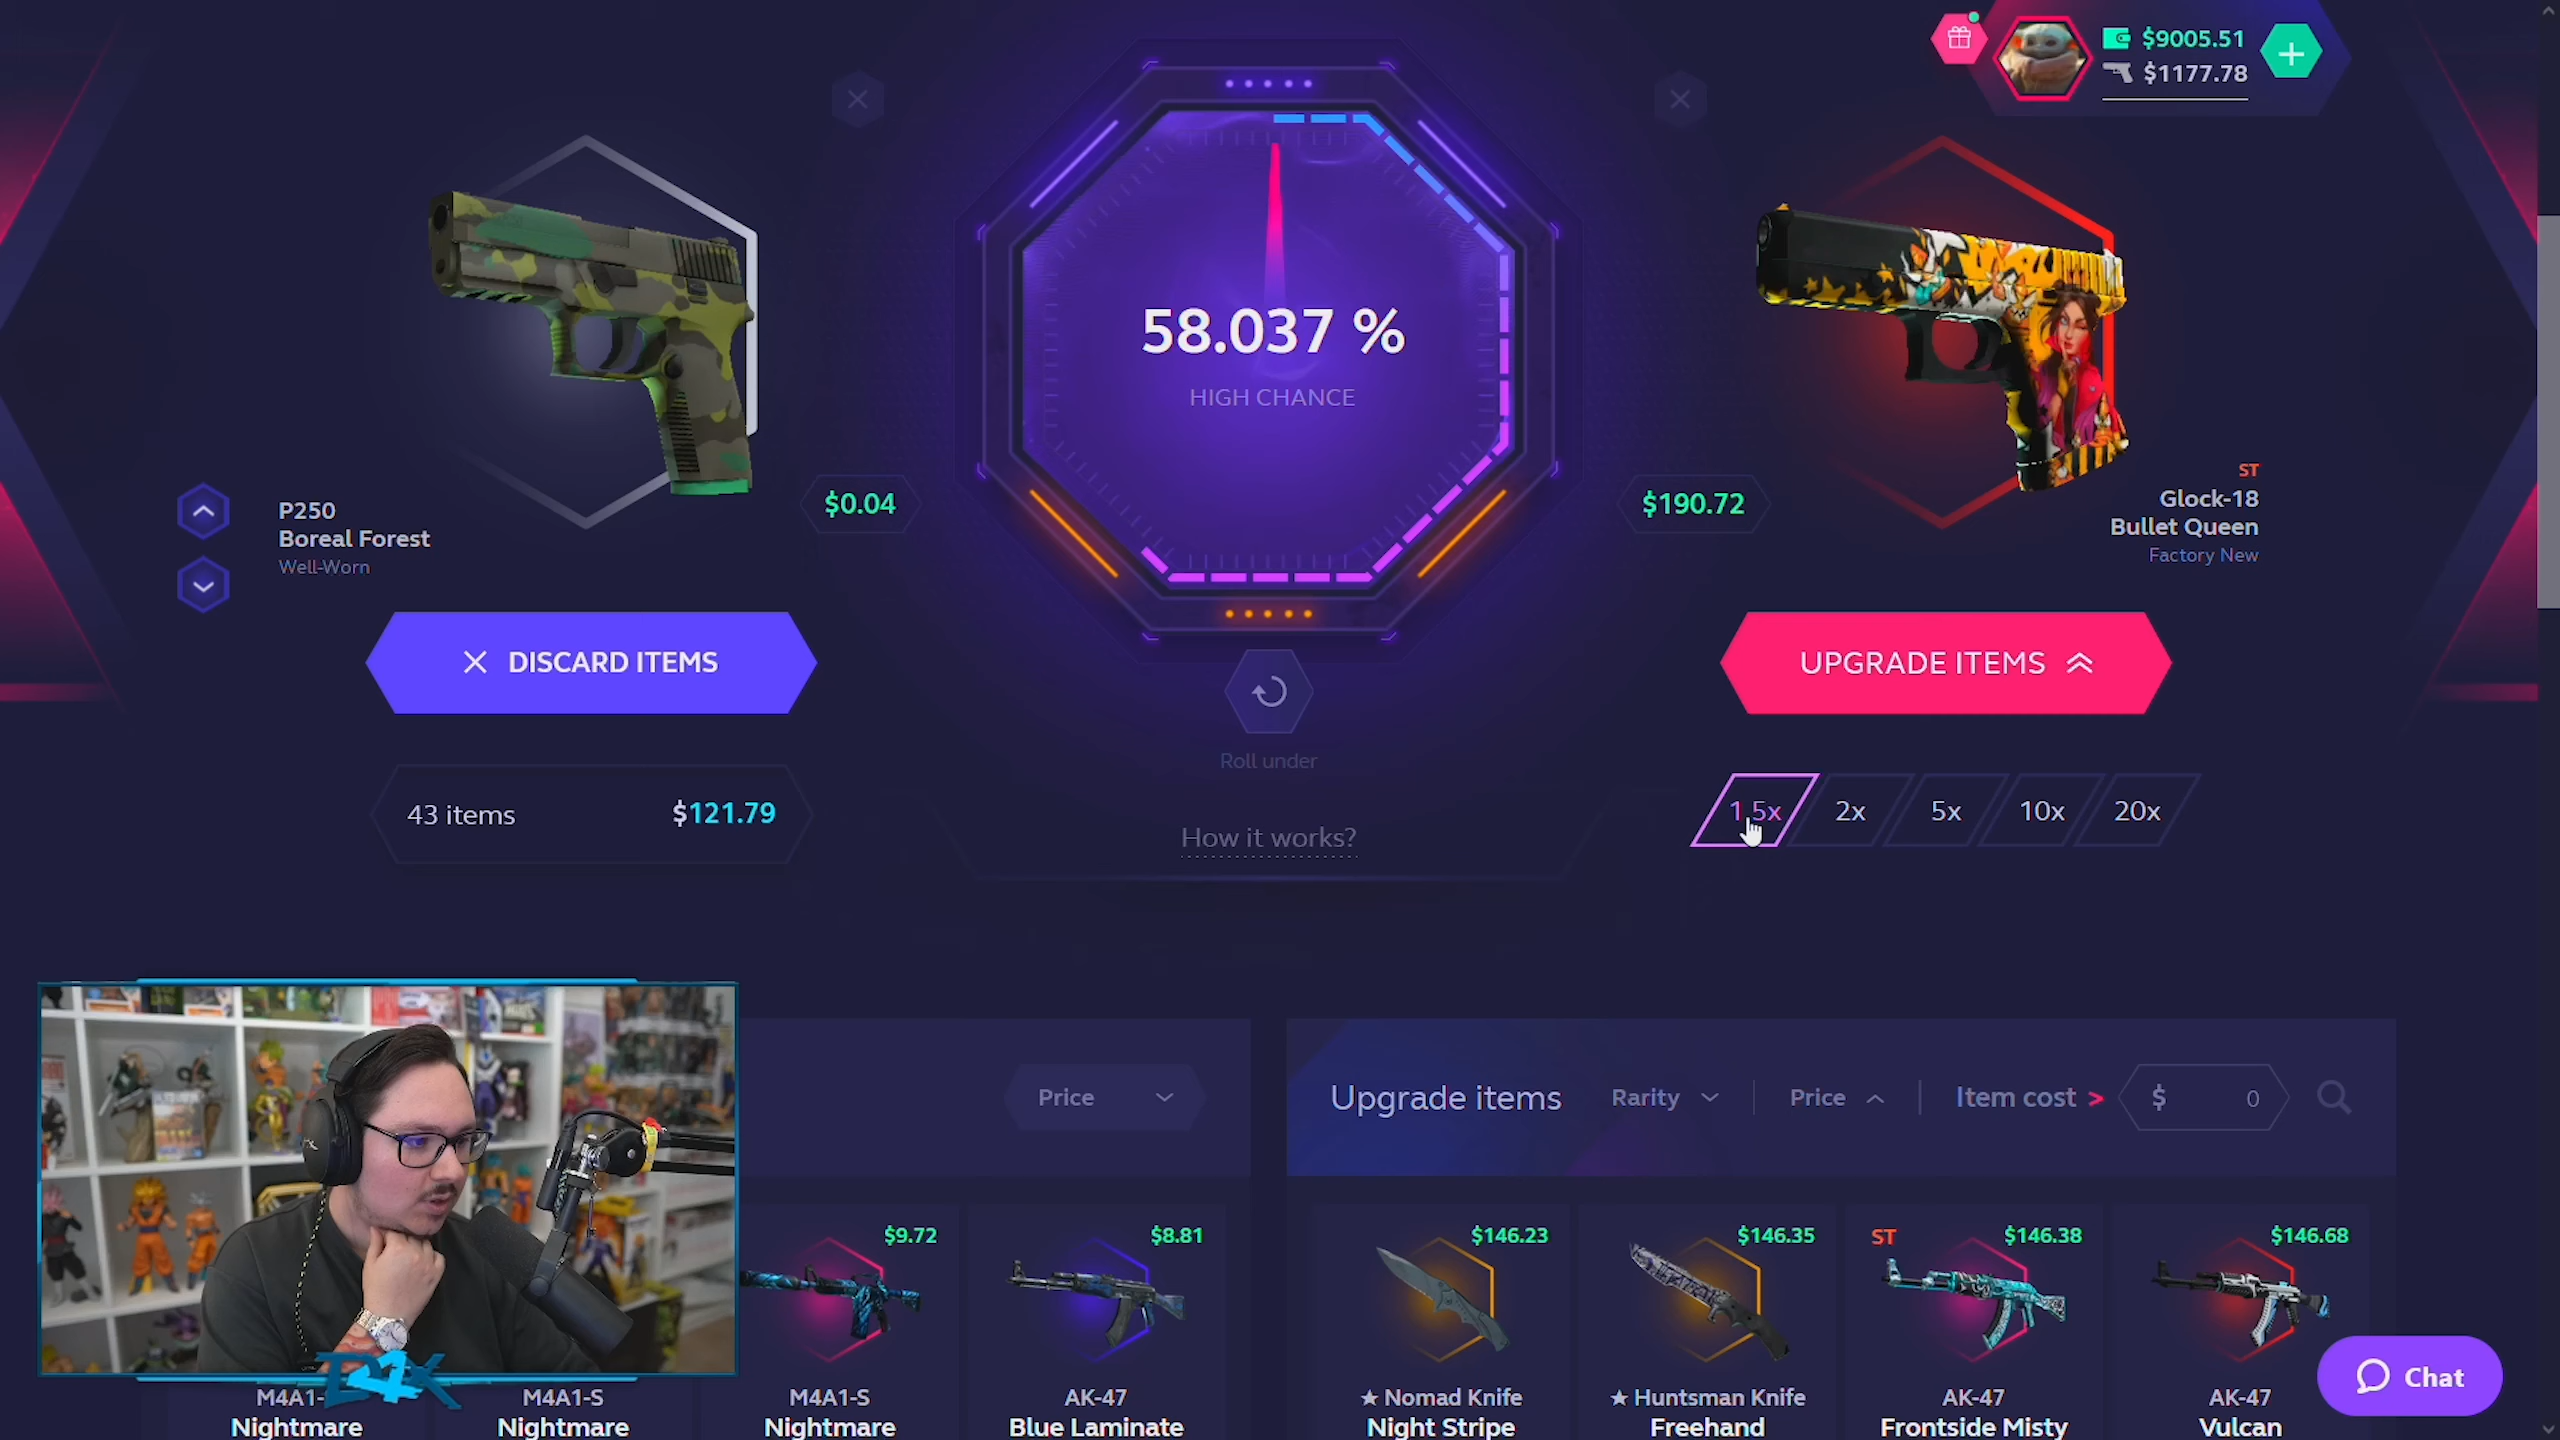 $9005.51
$1177.78
58.037 %
HIGH CHANCE
$0.04
$190.72
P250
Boreal Forest
Well-Worn
ST
Glock-18
Bullet Queen
Factory New
DISCARD ITEMS
UPGRADE ITEMS
Roll under
43 items
$121.79
1.5x
2x
5x
10x
20x
How it works?
Price
Upgrade items
Rarity
Price
Item cost >
$ 0
$9.72
$8.81
$146.23
$146.35
ST
$146.38
$146.68
M4A1-
Nightmare
M4A1-S
Nightmare
M4A1-S
Nightmare
AK-47
Blue Laminate
★ Nomad Knife
Night Stripe
★ Huntsman Knife
Freehand
AK-47
Frontside Misty
AK-47
Vulcan
Chat